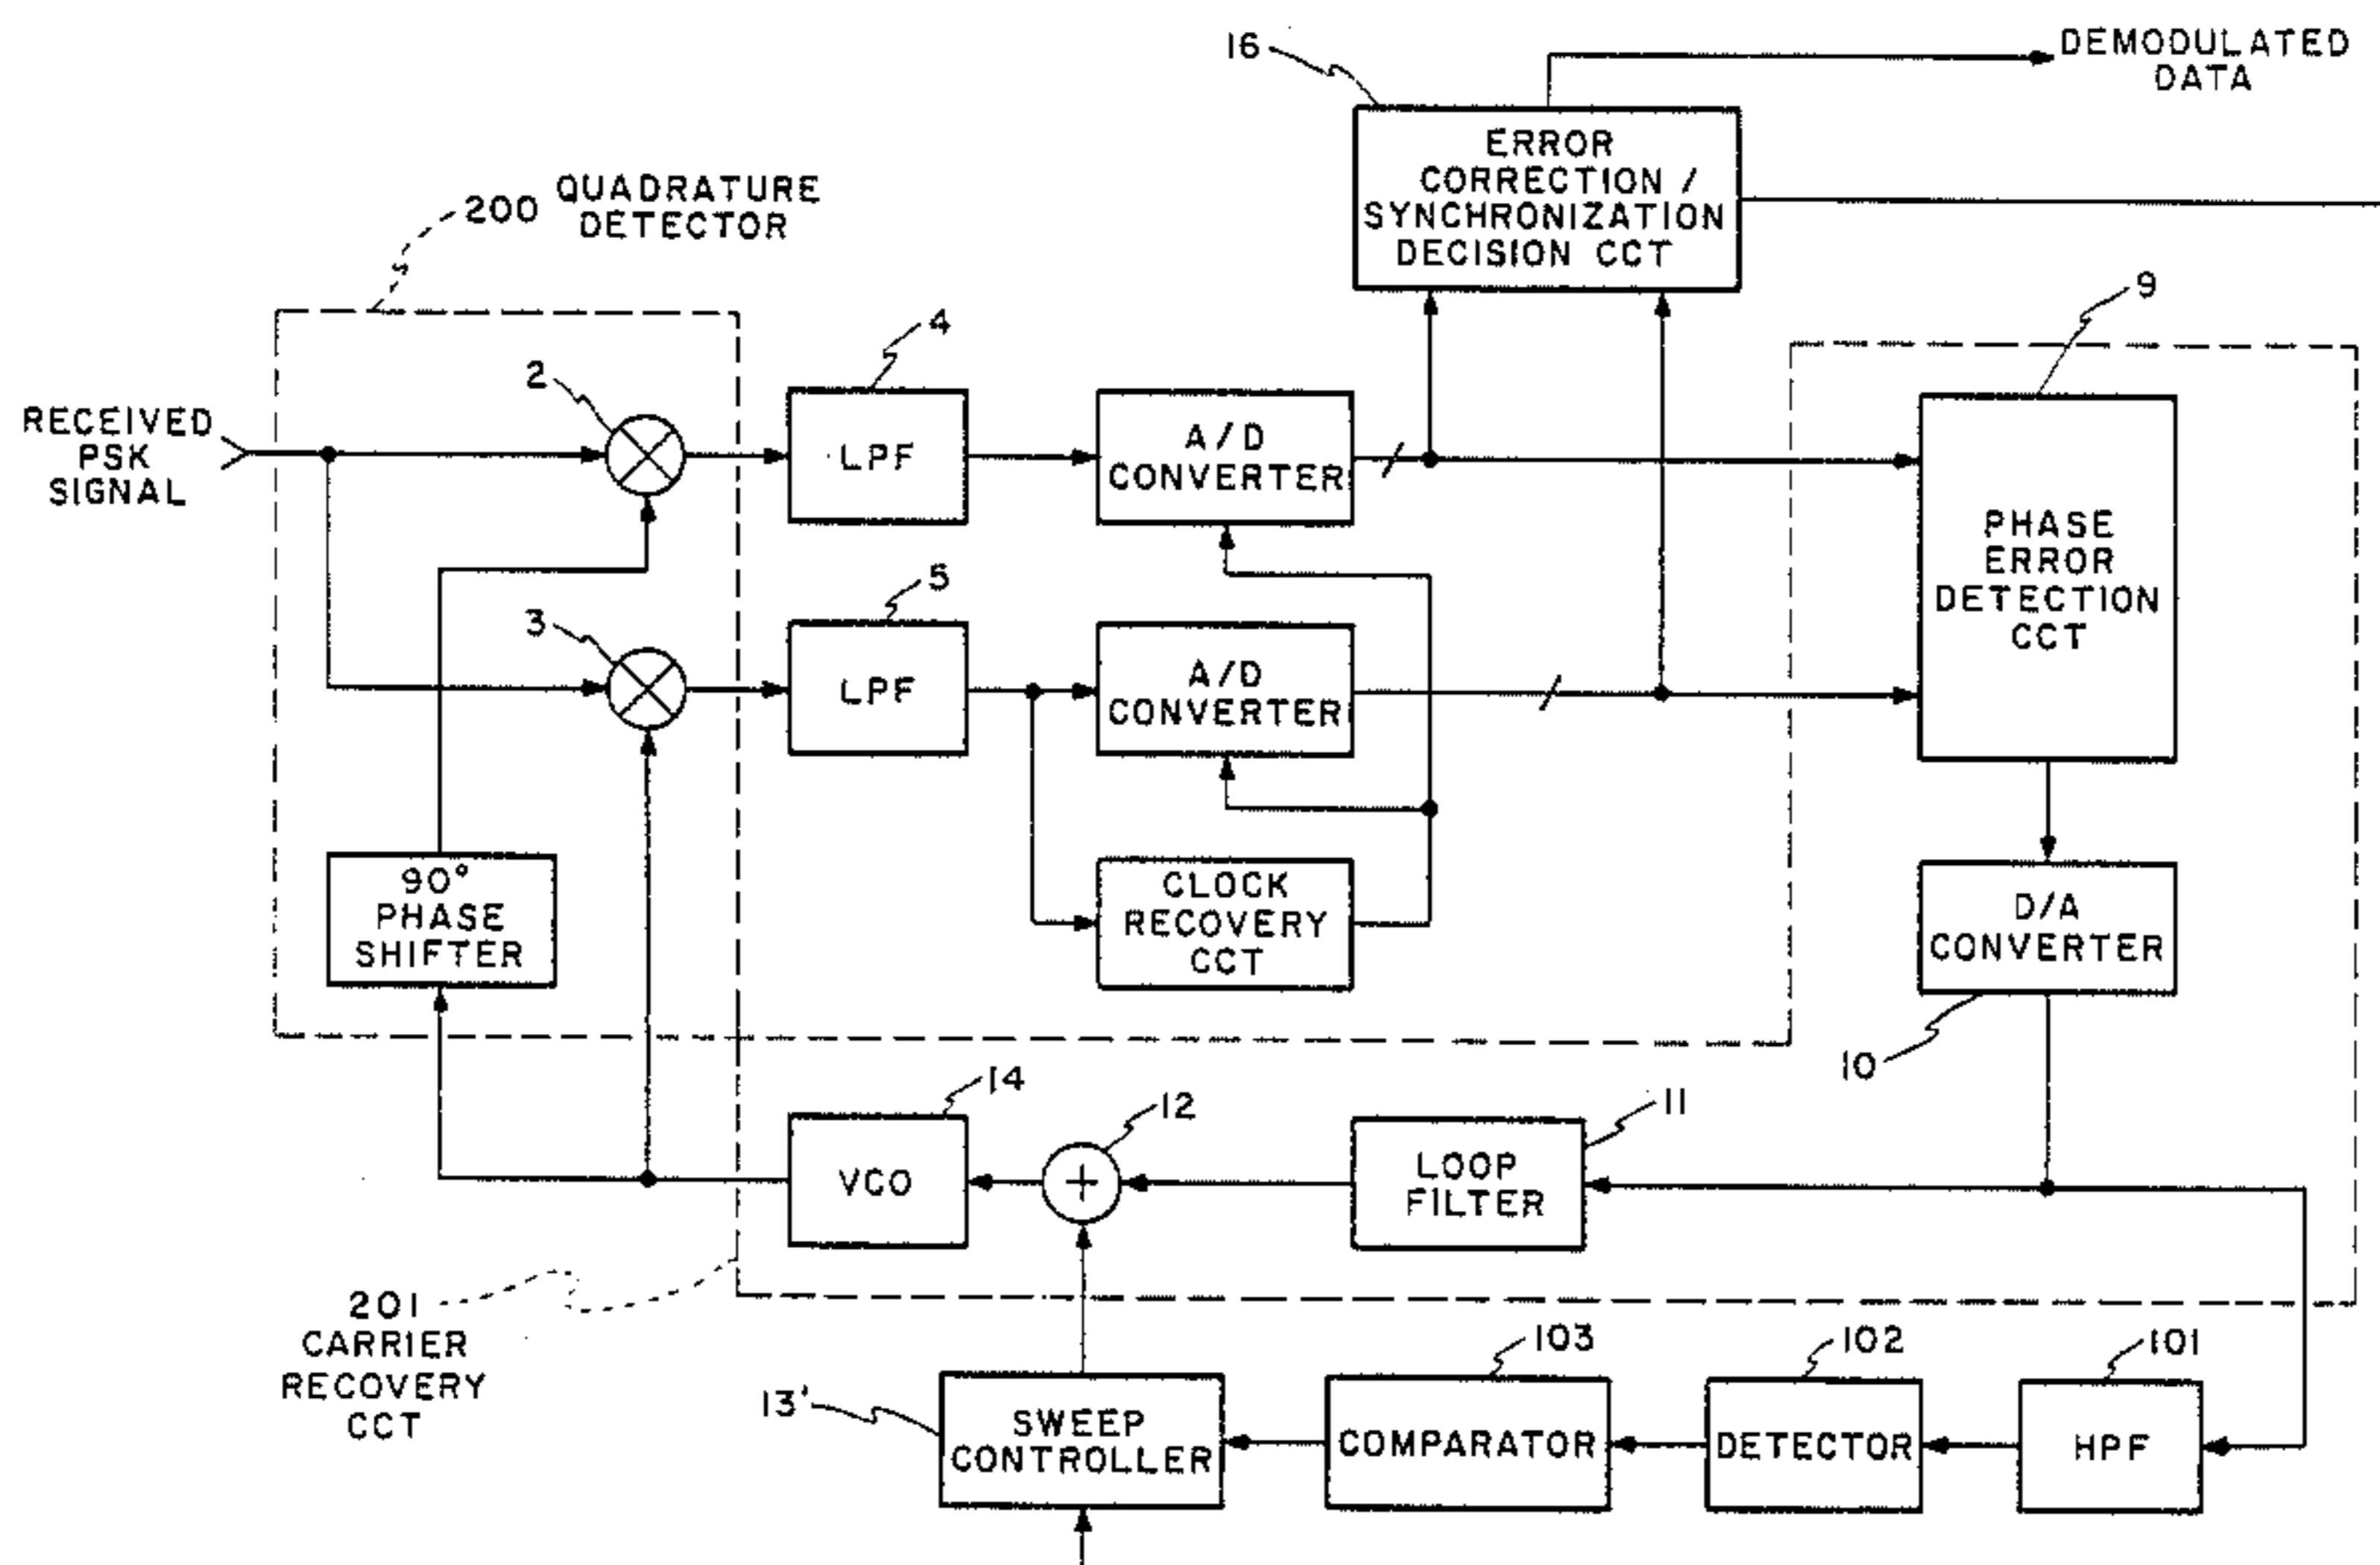 16
DEMODULATED
DATA
ERROR
CORRECTION /
SYNCHRONIZATION
DECISION CCT
200
QUADRATURE
DETECTOR
9
4
2
RECEIVED
PSK
SIGNAL
LPF
A/D
CONVERTER
PHASE
ERROR
DETECTION
CCT
5
3
LPF
A/D
CONVERTER
90°
PHASE
SHIFTER
CLOCK
RECOVERY
CCT
D/A
CONVERTER
10
14
12
11
VCO
+
LOOP
FILTER
201
CARRIER
RECOVERY
CCT
103
102
101
13'
SWEEP
CONTROLLER
COMPARATOR
DETECTOR
HPF